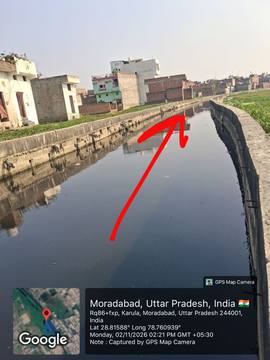 GPS Map Camera
Moradabad, Uttar Pradesh, India 🇮🇳
Rq86+fxp, Karula, Moradabad, Uttar Pradesh 244001,
India
Lat 28.81588° Long 78.760939°
Monday, 02/11/2026 02:21 PM GMT +05:30
Note : Captured by GPS Map Camera
Google